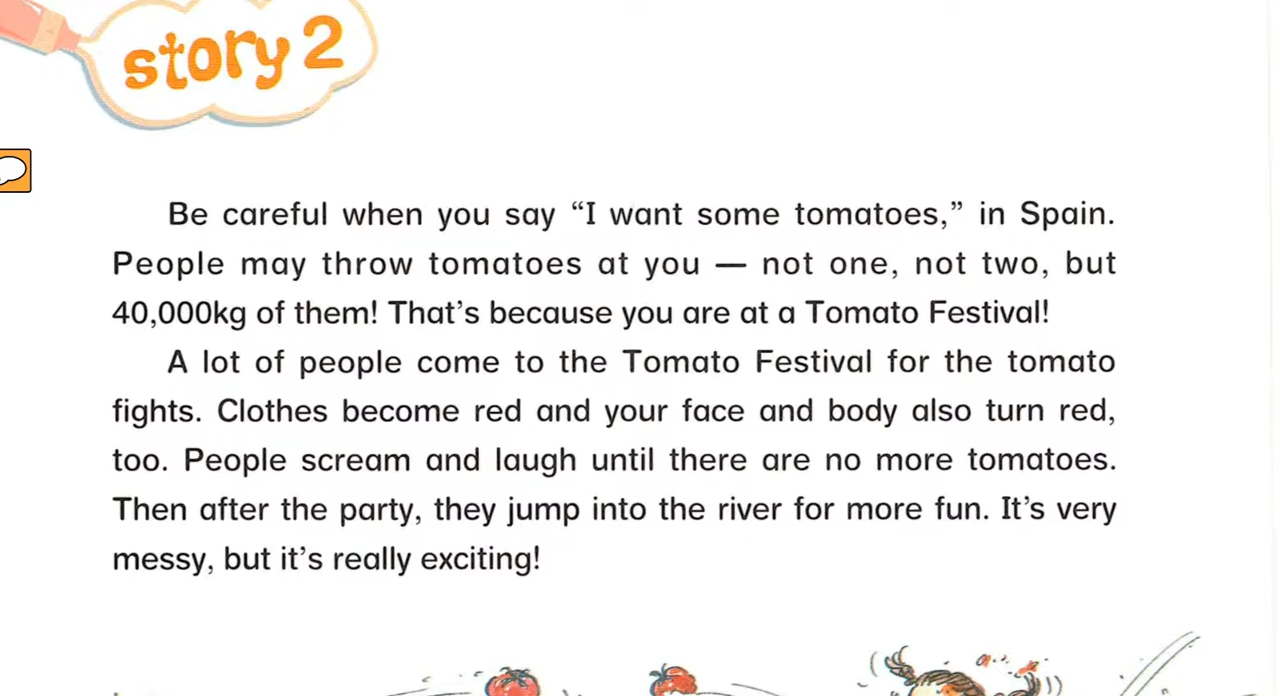 story 2
Be careful when you say “I want some tomatoes,” in Spain.
People may throw tomatoes at you — not one, not two, but
40,000kg of them! That’s because you are at a Tomato Festival!
A lot of people come to the Tomato Festival for the tomato
fights. Clothes become red and your face and body also turn red,
too. People scream and laugh until there are no more tomatoes.
Then after the party, they jump into the river for more fun. It’s very
messy, but it’s really exciting!